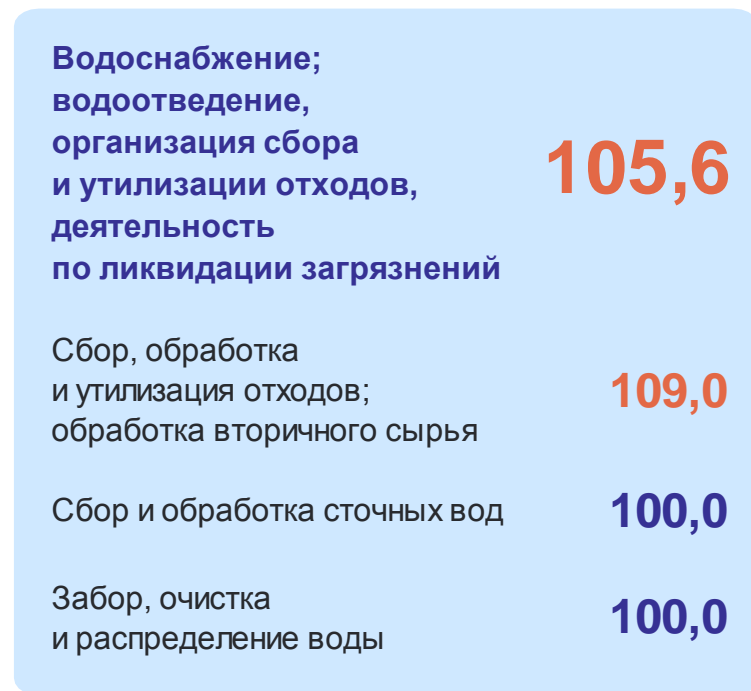 Водоснабжение;
водоотведение,
организация сбора
и утилизации отходов,
деятельность
по ликвидации загрязнений
105,6
Сбор, обработка
и утилизация отходов;
обработка вторичного сырья
109,0
Сбор и обработка сточных вод
100,0
Забор, очистка
и распределение воды
100,0